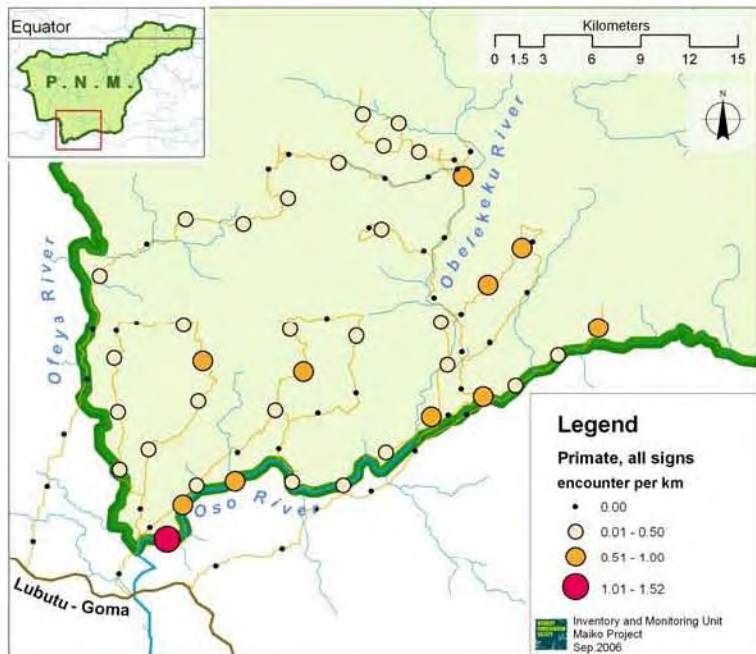 Equator
P.N.M.
Kilometers
0 1.5 3 6 9 12 15
N
Obelekeku River
Ofeya River
Oso River
Lubutu - Goma
Legend
Primate, all signs
encounter per km
0.00
0.01 - 0.50
0.51 - 1.00
1.01 - 1.52
Inventory and Monitoring Unit
Maiko Project
Sep.2006